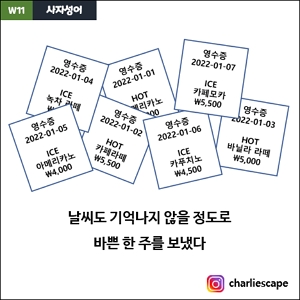 W11 사자성어
영수증
2022-01-04
ICE
녹차 라떼
영수증
2022-01-01
HOT
영수증
2022-01-07
ICE
카페모카
₩5,500
영수증
2022-01-05
ICE
아메리카노
₩4,000
영수증
2022-01-02
HOT
카페라떼
₩5,500
영수증
2022-01-06
ICE
카푸치노
₩4,500
영수증
2022-01-03
HOT
바닐라 라떼
₩5,000
날씨도 기억나지 않을 정도로
바쁜 한 주를 보냈다
charliescape